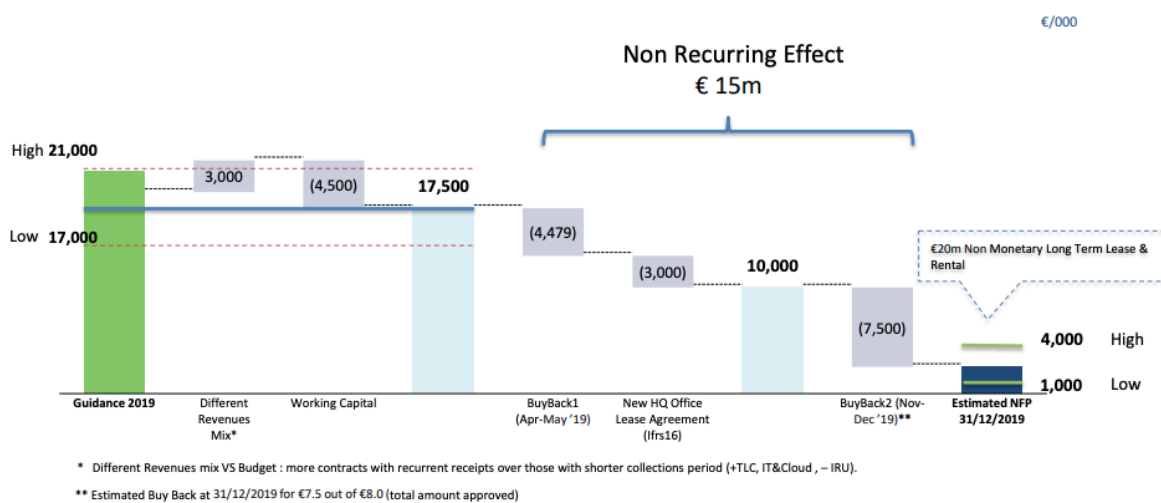 €/000
Non Recurring Effect
€ 15m
High 21,000
3,000
(4,500)
17,500
Low 17,000
(4,479)
(3,000)
10,000
(7,500)
€20m Non Monetary Long Term Lease &
Rental
4,000 High
1,000 Low
Guidance 2019
Different
Revenues
Mix*
Working Capital
BuyBack1
(Apr-May ’19)
New HQ Office
Lease Agreement
(Ifrs16)
BuyBack2 (Nov-
Dec ’19)**
Estimated NFP
31/12/2019
* Different Revenues mix VS Budget : more contracts with recurrent receipts over those with shorter collections period (+TLC, IT&Cloud , – IRU).
** Estimated Buy Back at 31/12/2019 for €7.5 out of €8.0 (total amount approved)